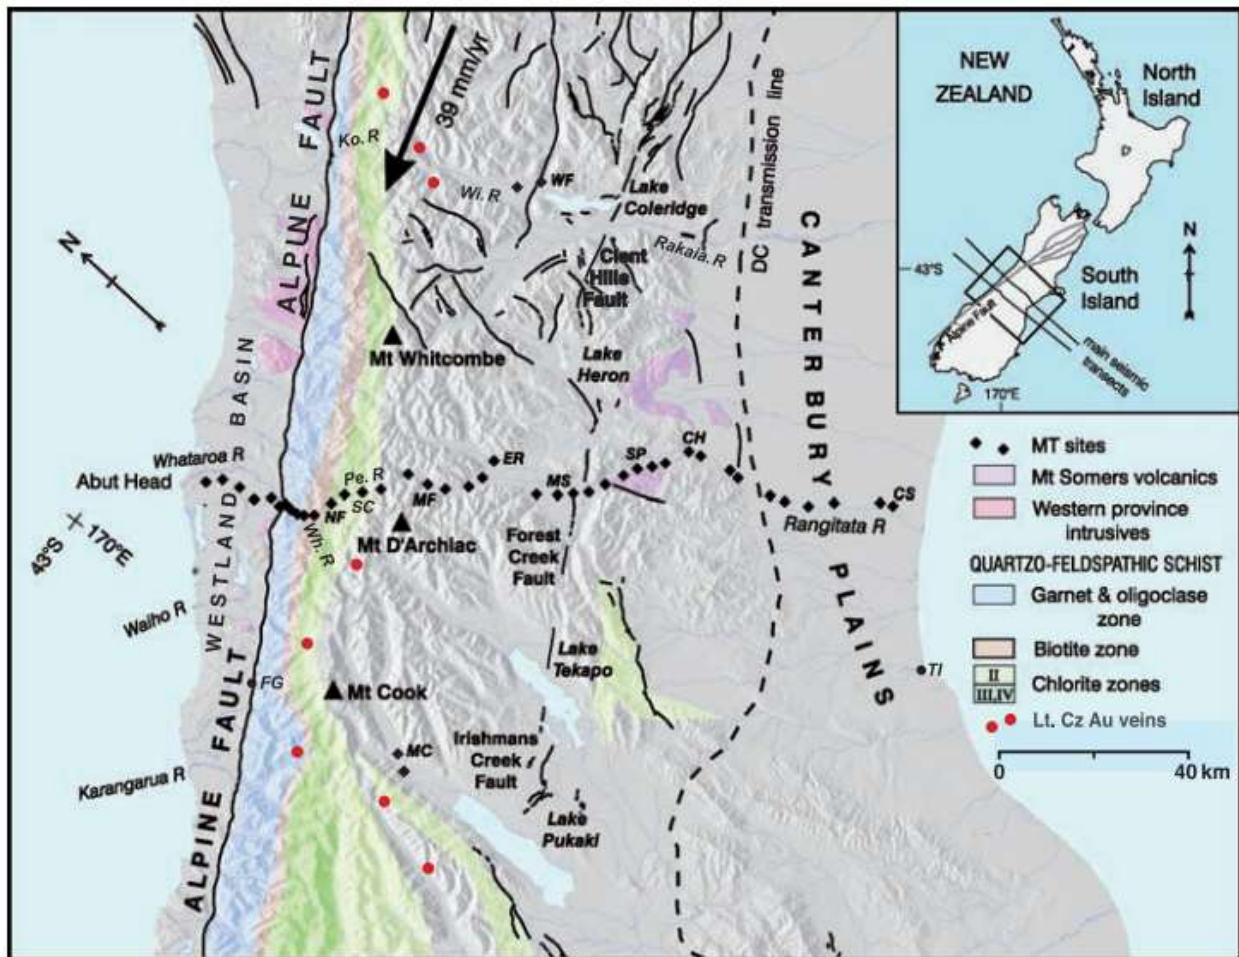 ALPINE FAULT
39 mm/yr
Ko. R
Wi. R
WF
Lake
Coleridge
Rakaia. R
DC transmission line
CANTERBURY
PLAINS
N
ALPINE FAULT
Clent
Hills
Fault
Mt Whitcombe
Lake
Heron
WESTLAND BASIN
Whataroa R
Abut Head
Pe. R
SC
NF
Wh. R
MF
ER
MS
SP
CH
CS
Rangitata R
Mt D'Archiac
Forest
Creek
Fault
43°S
170°E
Waiho R
FG
Mt Cook
Lake
Tekapo
TI
MC
Irishmans
Creek
Fault
Karangarua R
Lake
Pukaki
NEW
ZEALAND
North
Island
N
43°S
South
Island
Alpine Fault
main seismic
transects
170°E
MT sites
Mt Somers volcanics
Western province
intrusives
QUARTZO-FELDSPATHIC SCHIST
Garnet & oligoclase
zone
Biotite zone
II
III,IV
Chlorite zones
Lt. Cz Au veins
0 40 km